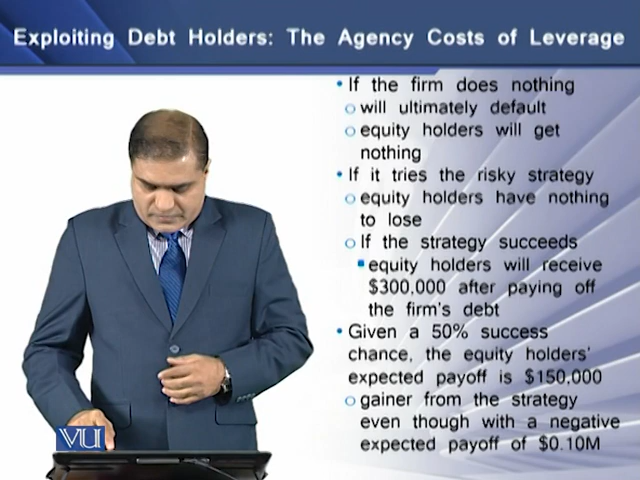 Exploiting Debt Holders: The Agency Costs of Leverage
• If the firm does nothing
o will ultimately default
o equity holders will get
nothing
• If it tries the risky strategy
o equity holders have nothing
to lose
o If the strategy succeeds
▪ equity holders will receive
$300,000 after paying off
the firm's debt
• Given a 50% success
chance, the equity holders'
expected payoff is $150,000
o gainer from the strategy
even though with a negative
expected payoff of $0.10M
VU